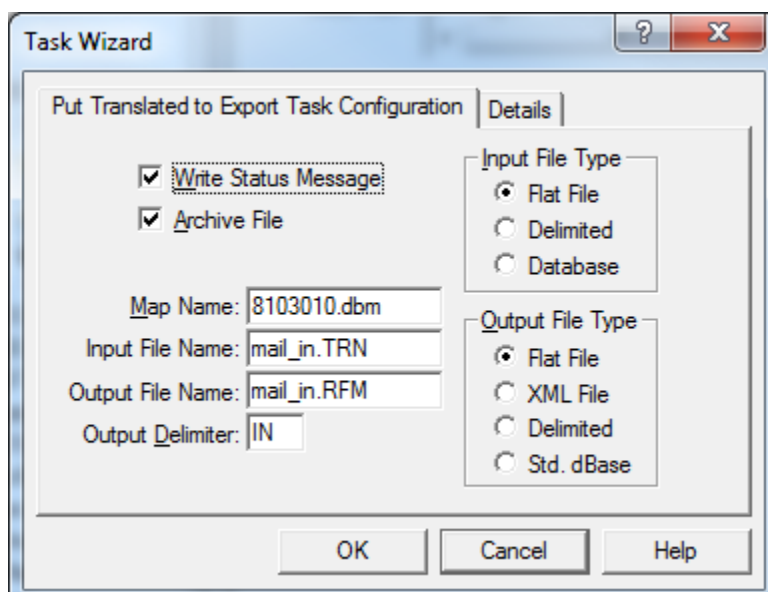 Task Wizard
?
X
Put Translated to Export Task Configuration
Details
Write Status Message
Archive File
Map Name: 8103010.dbm
Input File Name: mail_in.TRN
Output File Name: mail_in.RFM
Output Delimiter: IN
Input File Type
Flat File
Delimited
Database
Output File Type
Flat File
XML File
Delimited
Std. dBase
OK
Cancel
Help